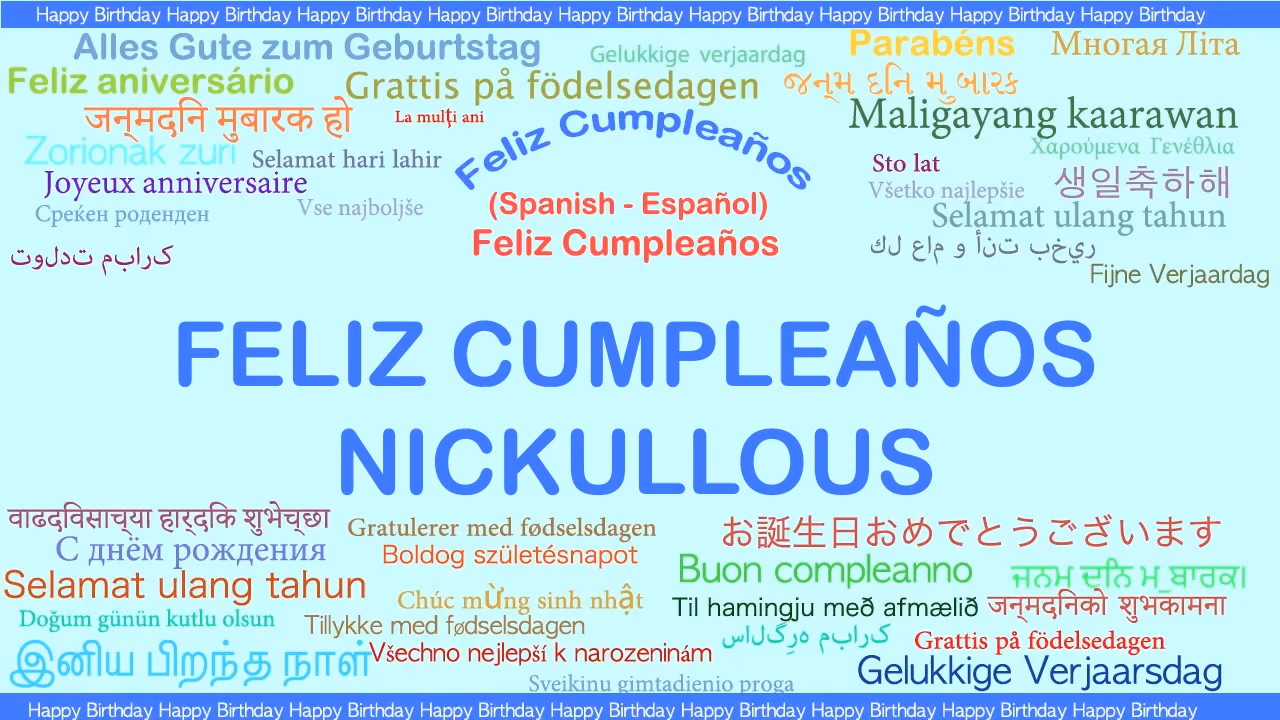 Happy Birthday Happy Birthday Happy Birthday Happy Birthday Happy Birthday Happy Birthday Happy Birthday Happy Birthday Happy Birthday
Alles Gute zum Geburtstag
Gelukkige verjaardag
Parabéns
Многая Літа
Feliz aniversário
Grattis på födelsedagen
જન્મ દિન મુબારક
जन्मदिन मुबारक हो
La mulţi ani
Feliz Cumpleaños
Maligayang kaarawan
Zorionak zuri
Selamat hari lahir
Sto lat
Χαρούμενα Γενέθλια
Joyeux anniversaire
(Spanish - Español)
Všetko najlepšie
생일축하해
Среќен роденден
Vse najboljše
Selamat ulang tahun
Feliz Cumpleaños
تولدت مبارک
كل عام و أنت بخير
Fijne Verjaardag
FELIZ CUMPLEAÑOS
NICKULLOUS
वाढदिवसाच्या हार्दिक शुभेच्छा
Gratulerer med fødselsdagen
お誕生日おめでとうございます
С днём рождения
Boldog születésnapot
Buon compleanno
ਜਨਮ ਦਿਨ ਮੁਬਾਰਕ।
Selamat ulang tahun
Chúc mừng sinh nhật
Til hamingju með afmælið
जन्मदिनको शुभकामना
Doğum günün kutlu olsun
Tillykke med fødselsdagen
سالگرہ مبارک
Grattis på födelsedagen
இனிய பிறந்த நாள்
Všechno nejlepší k narozeninám
Gelukkige Verjaarsdag
Sveikinu gimtadienio proga
Happy Birthday Happy Birthday Happy Birthday Happy Birthday Happy Birthday Happy Birthday Happy Birthday Happy Birthday Happy Birthday